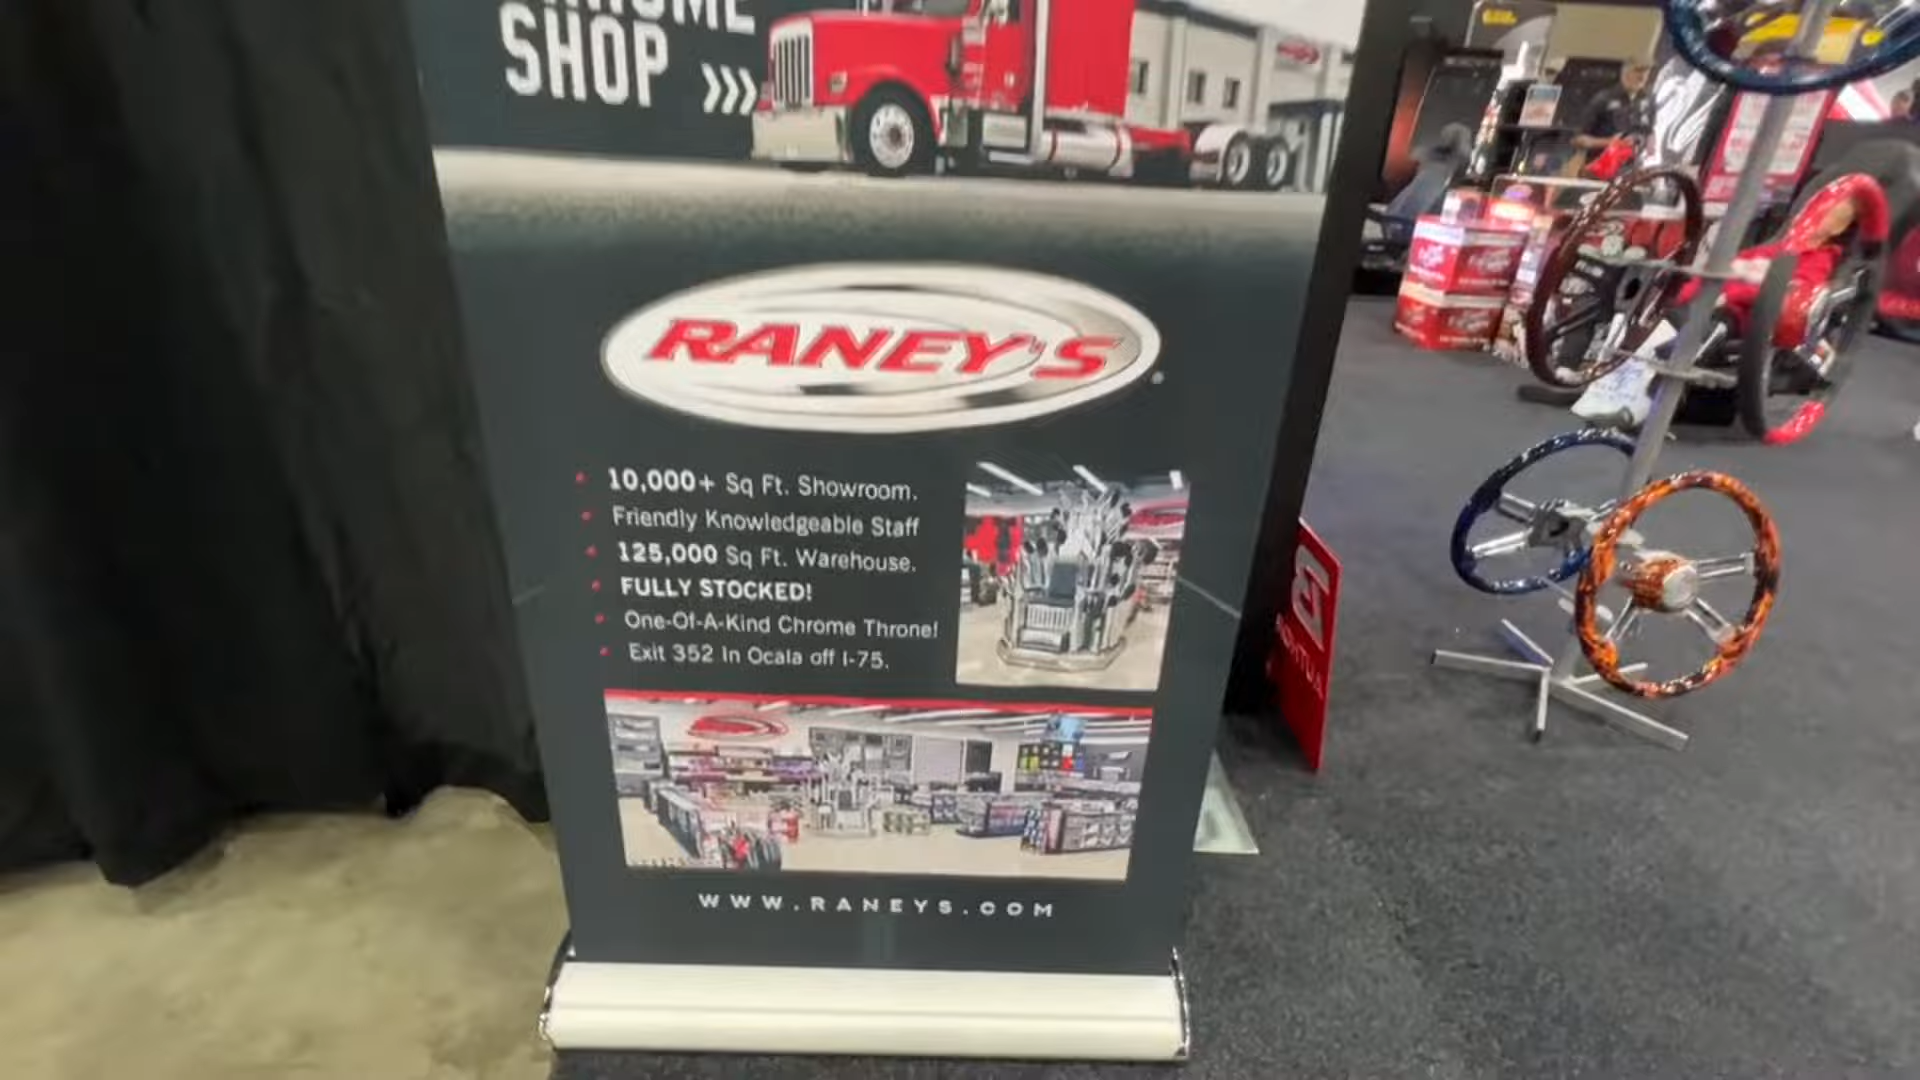 SHOP
RANEY'S
10,000+ Sq Ft. Showroom.
Friendly Knowledgeable Staff
125,000 Sq Ft. Warehouse.
FULLY STOCKED!
One-Of-A-Kind Chrome Throne!
Exit 352 In Ocala off I-75.
WWW.RANEYS.COM